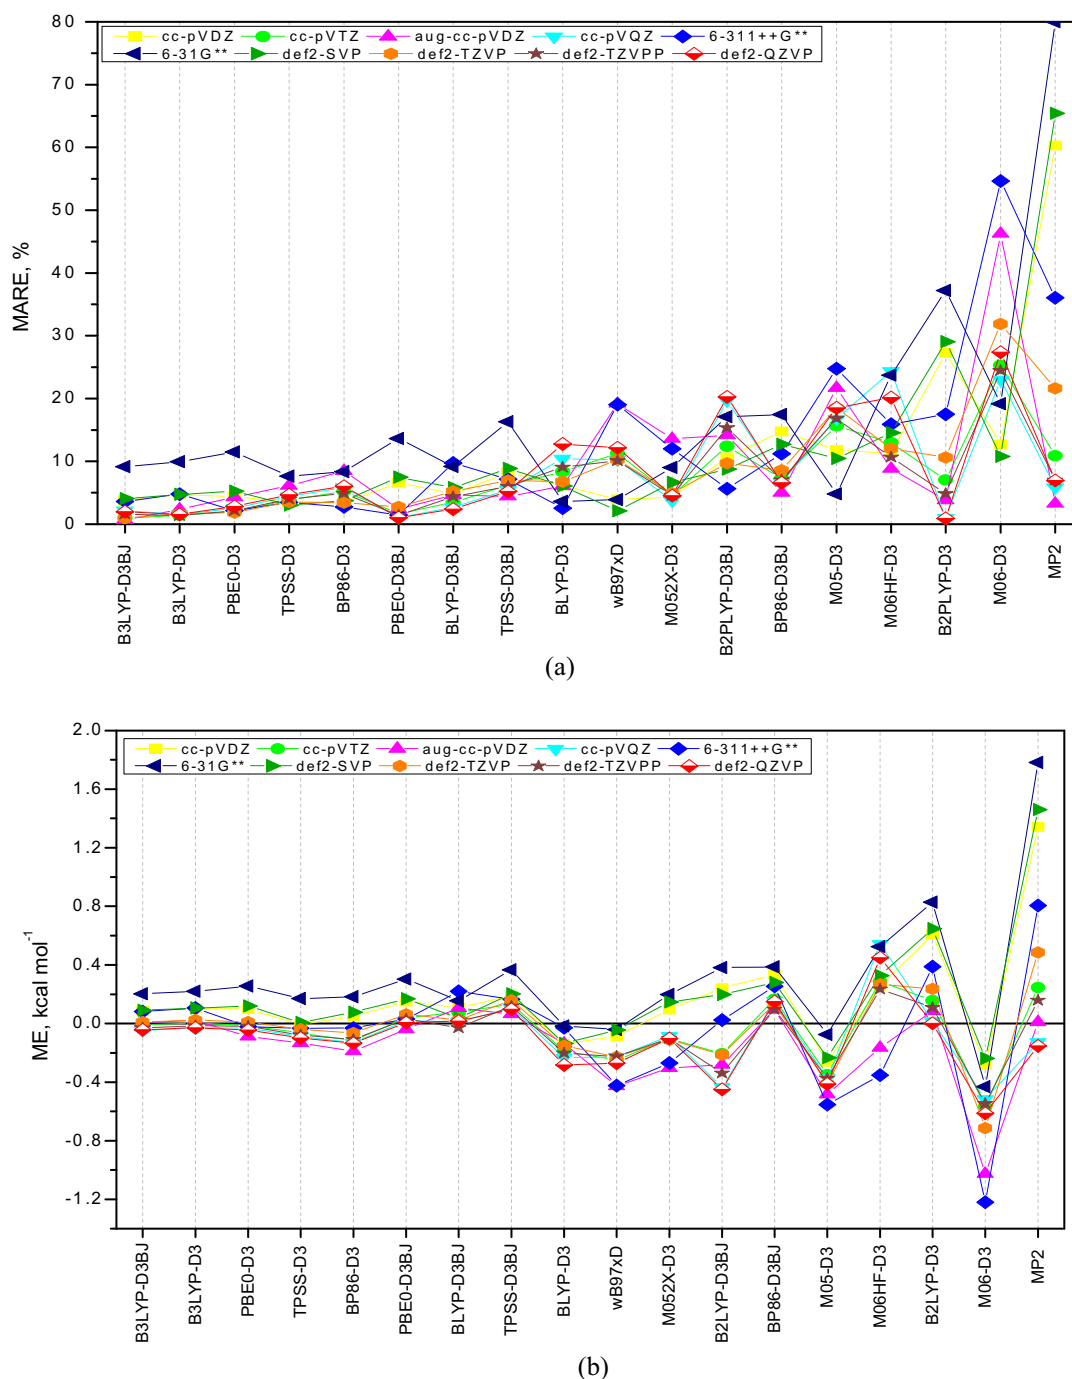 80
70
60
50
40
30
20
10
0
MARE, %
cc-pVDZ cc-pVTZ aug-cc-pVDZ cc-pVQZ 6-311++G**
6-31G** def2-SVP def2-TZVP def2-TZVPP def2-QZVP
B3LYP-D3BJ
B3LYP-D3
PBE0-D3
TPSS-D3
BP86-D3
PBE0-D3BJ
BLYP-D3BJ
TPSS-D3BJ
BLYP-D3
wB97xD
M052X-D3
B2PLYP-D3BJ
BP86-D3BJ
M05-D3
M06HF-D3
B2PLYP-D3
M06-D3
MP2
(a)
2.0
1.6
1.2
0.8
0.4
0.0
-0.4
-0.8
-1.2
ME, kcal mol⁻¹
cc-pVDZ cc-pVTZ aug-cc-pVDZ cc-pVQZ 6-311++G**
6-31G** def2-SVP def2-TZVP def2-TZVPP def2-QZVP
B3LYP-D3BJ
B3LYP-D3
PBE0-D3
TPSS-D3
BP86-D3
PBE0-D3BJ
BLYP-D3BJ
TPSS-D3BJ
BLYP-D3
wB97xD
M052X-D3
B2LYP-D3BJ
BP86-D3BJ
M05-D3
M06HF-D3
B2LYP-D3
M06-D3
MP2
(b)